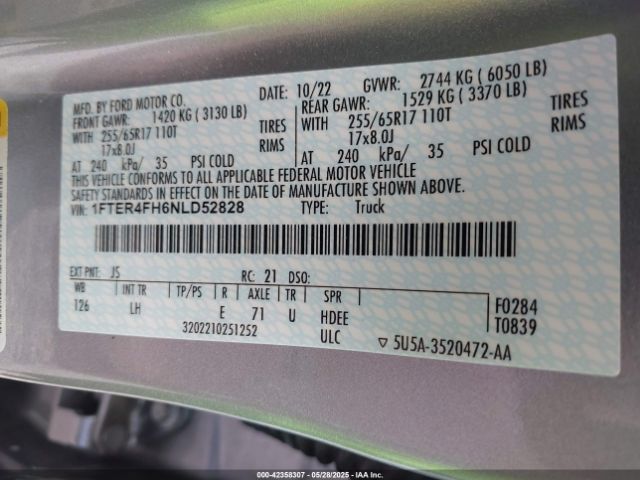 MFD. BY FORD MOTOR CO. DATE: 10/22 GVWR: 2744 KG ( 6050 LB)
FRONT GAWR: 1420 KG ( 3130 LB) REAR GAWR: 1529 KG ( 3370 LB)
WITH 255/65R17 110T TIRES WITH 255/65R17 110T TIRES
17x8.0J RIMS 17x8.0J RIMS
AT 240 kPa/ 35 PSI COLD AT 240 kPa/ 35 PSI COLD
THIS VEHICLE CONFORMS TO ALL APPLICABLE FEDERAL MOTOR VEHICLE
SAFETY STANDARDS IN EFFECT ON THE DATE OF MANUFACTURE SHOWN ABOVE.
VIN: 1FTER4FH6NLD52828 TYPE: Truck
EXT PNT: JS RC: 21 DSO:
WB INT TR TP/PS R AXLE TR SPR
126 LH E 71 U HDEE F0284
3202210251252 ULC T0839
▽ 5U5A-3520472-AA
000-42358307 - 05/28/2025 - IAA Inc.